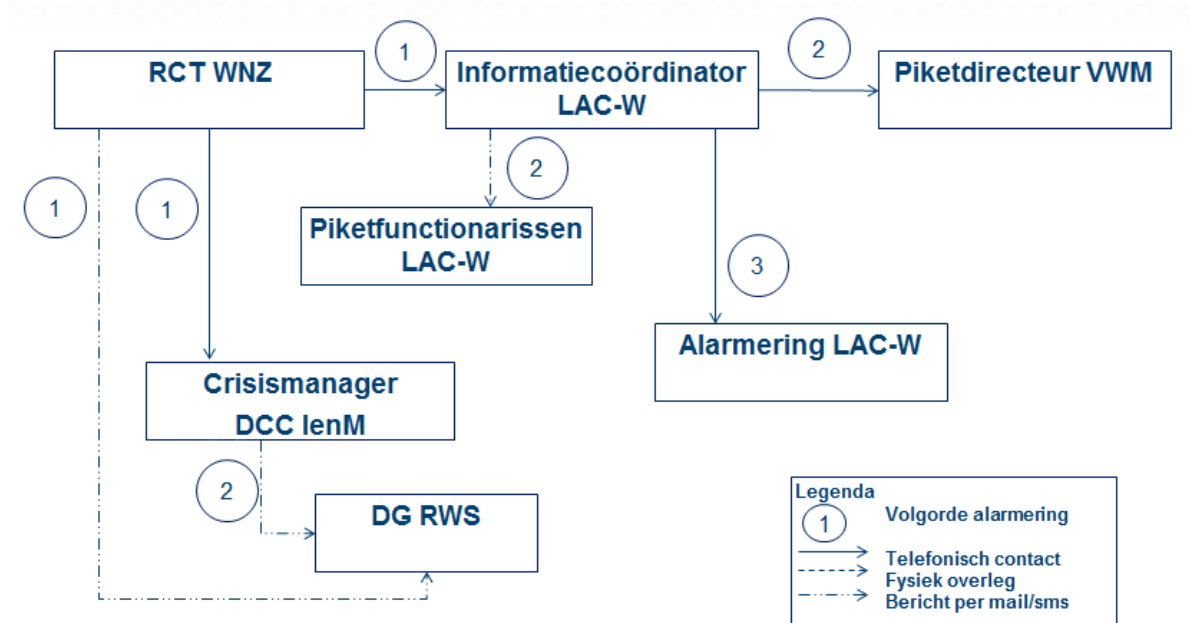 1
2
RCT WNZ
Informatiecoördinator
LAC-W
Piketdirecteur VWM
1
1
2
Piketfunctionarissen
LAC-W
3
Alarmering LAC-W
Crisismanager
DCC IenM
2
DG RWS
Legenda
1
Volgorde alarmering
Telefonisch contact
Fysiek overleg
Bericht per mail/sms